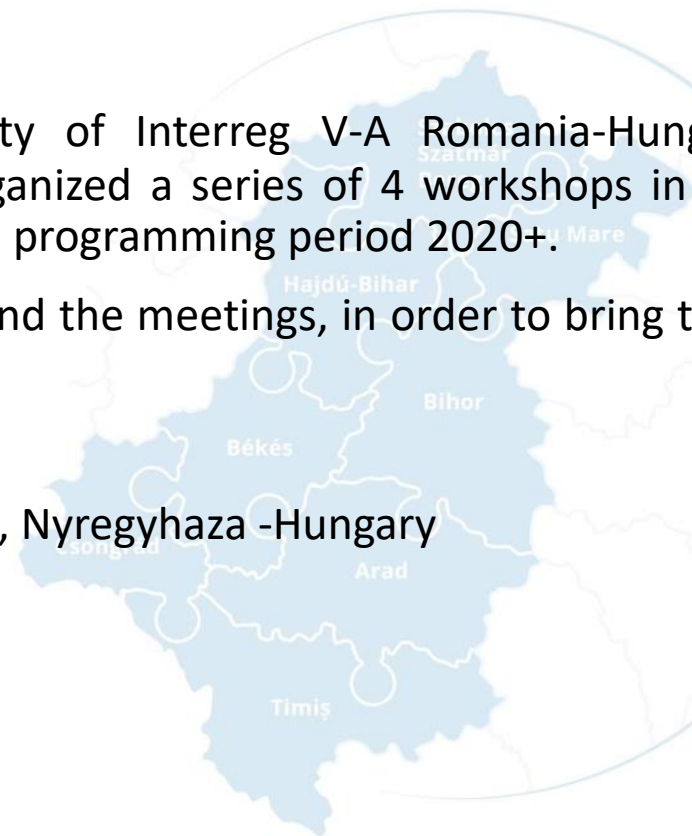 ty of Interreg V-A Romania-Hung
ganized a series of 4 workshops in
programming period 2020+.
Szatmár
Mare
Hajdú-Bihar
nd the meetings, in order to bring t
Bihor
Békés
, Nyregyhaza -Hungary
Csongrád
Arad
Timiș